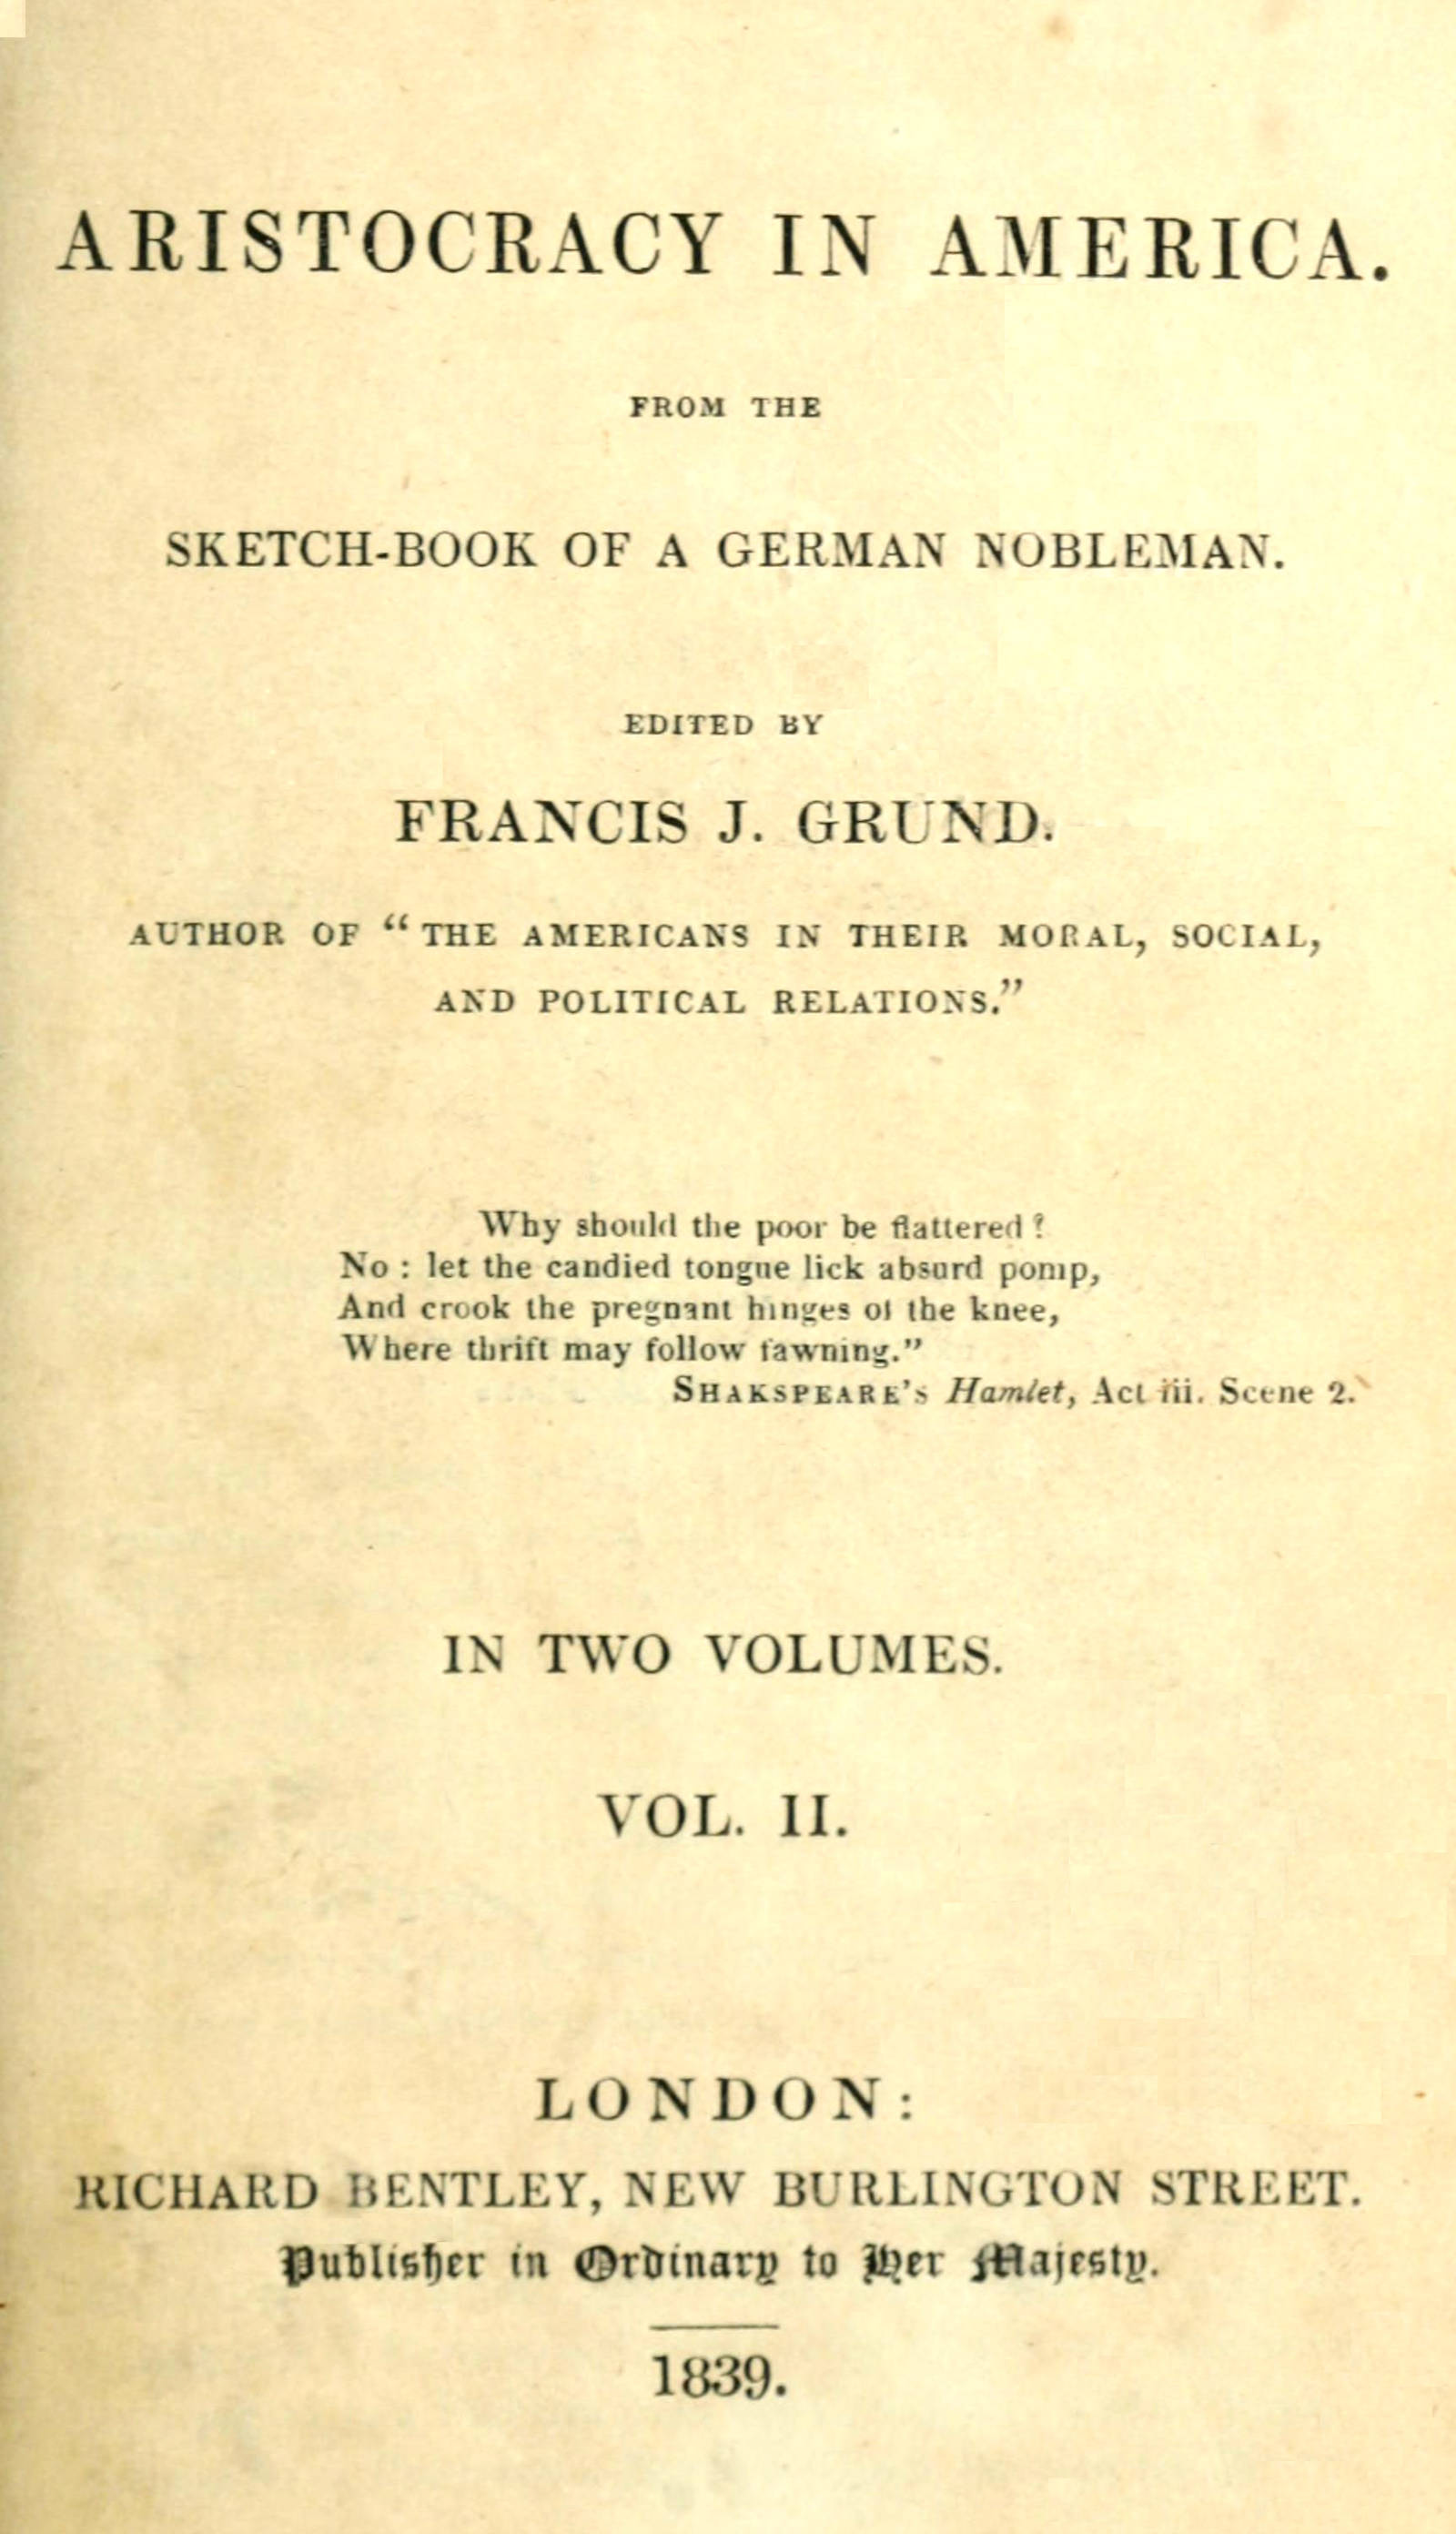 ARISTOCRACY IN AMERICA.
FROM THE
SKETCH-BOOK OF A GERMAN NOBLEMAN.
EDITED BY
FRANCIS J. GRUND.
AUTHOR OF “THE AMERICANS IN THEIR MORAL, SOCIAL,
AND POLITICAL RELATIONS.”
Why should the poor be flattered?
No: let the candied tongue lick absurd pomp,
And crook the pregnant hinges of the knee,
Where thrift may follow fawning.”
SHAKSPEARE’s Hamlet, Act iii. Scene 2.
IN TWO VOLUMES.
VOL. II.
LONDON:
RICHARD BENTLEY, NEW BURLINGTON STREET.
Publisher in Ordinary to Her Majesty.
1839.